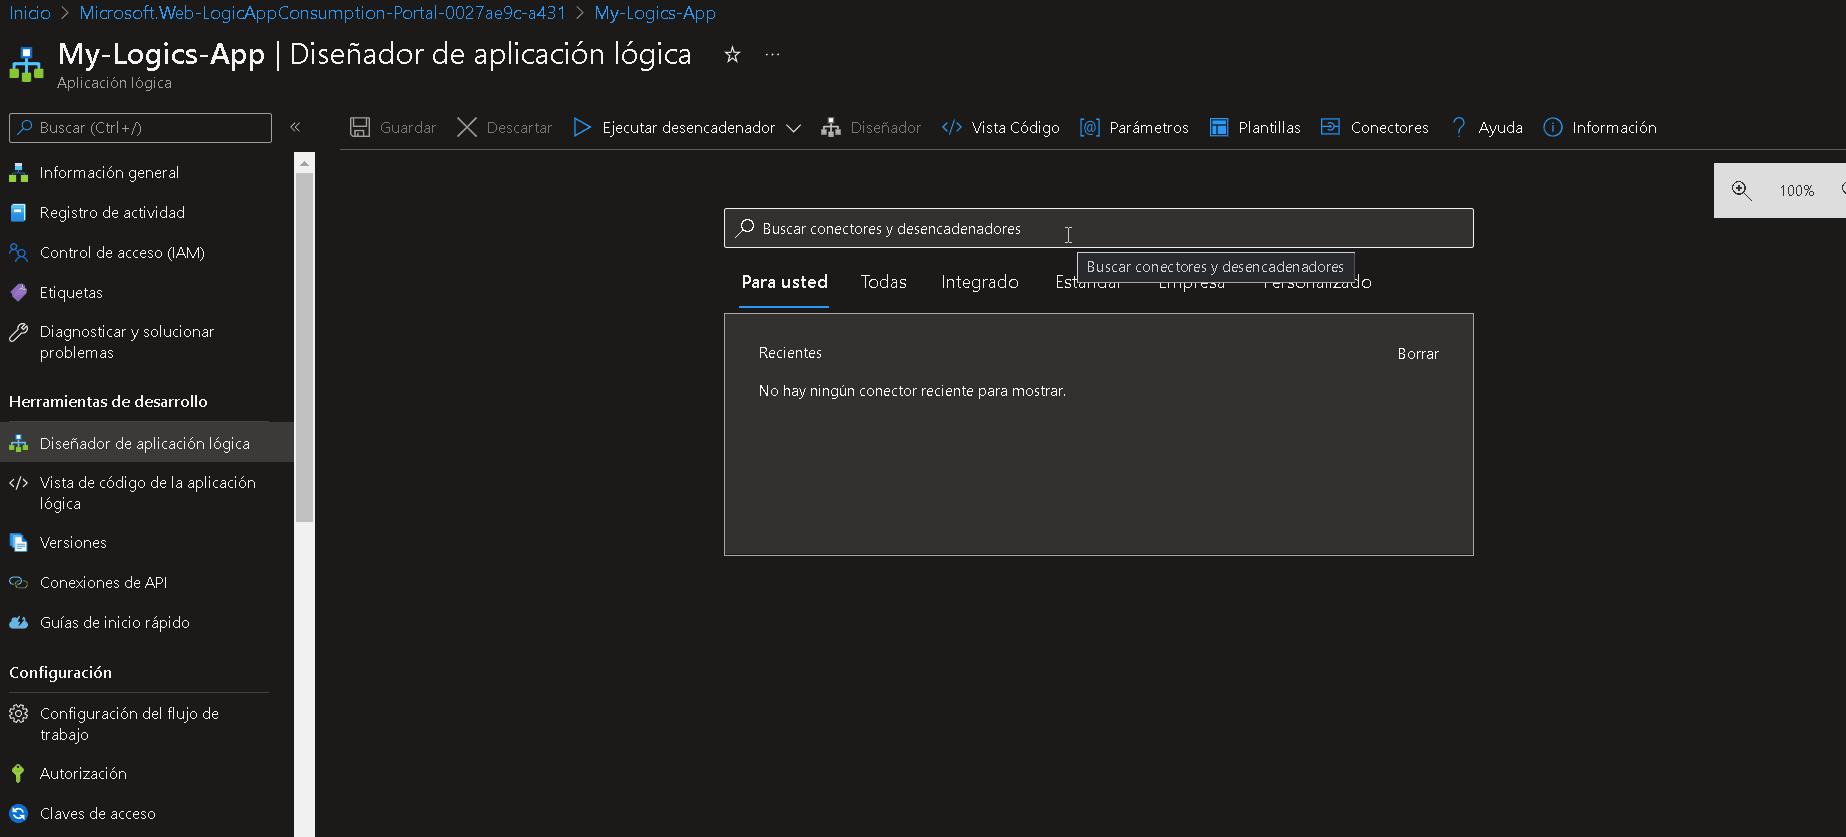 Inicio > Microsoft.Web-LogicAppConsumption-Portal-0027ae9c-a431 > My-Logics-App
My-Logics-App | Diseñador de aplicación lógica
Aplicación lógica
Buscar (Ctrl+/)
Guardar Descartar Ejecutar desencadenador Diseñador Vista Código Parámetros Plantillas Conectores Ayuda Información
Información general
Registro de actividad
Control de acceso (IAM)
Etiquetas
Diagnosticar y solucionar
problemas
Herramientas de desarrollo
Diseñador de aplicación lógica
Vista de código de la aplicación
lógica
Versiones
Conexiones de API
Guías de inicio rápido
Configuración
Configuración del flujo de
trabajo
Autorización
Claves de acceso
100%
Buscar conectores y desencadenadores
Buscar conectores y desencadenadores
Para usted Todas Integrado Estándar Empresa Personalizado
Recientes Borrar
No hay ningún conector reciente para mostrar.